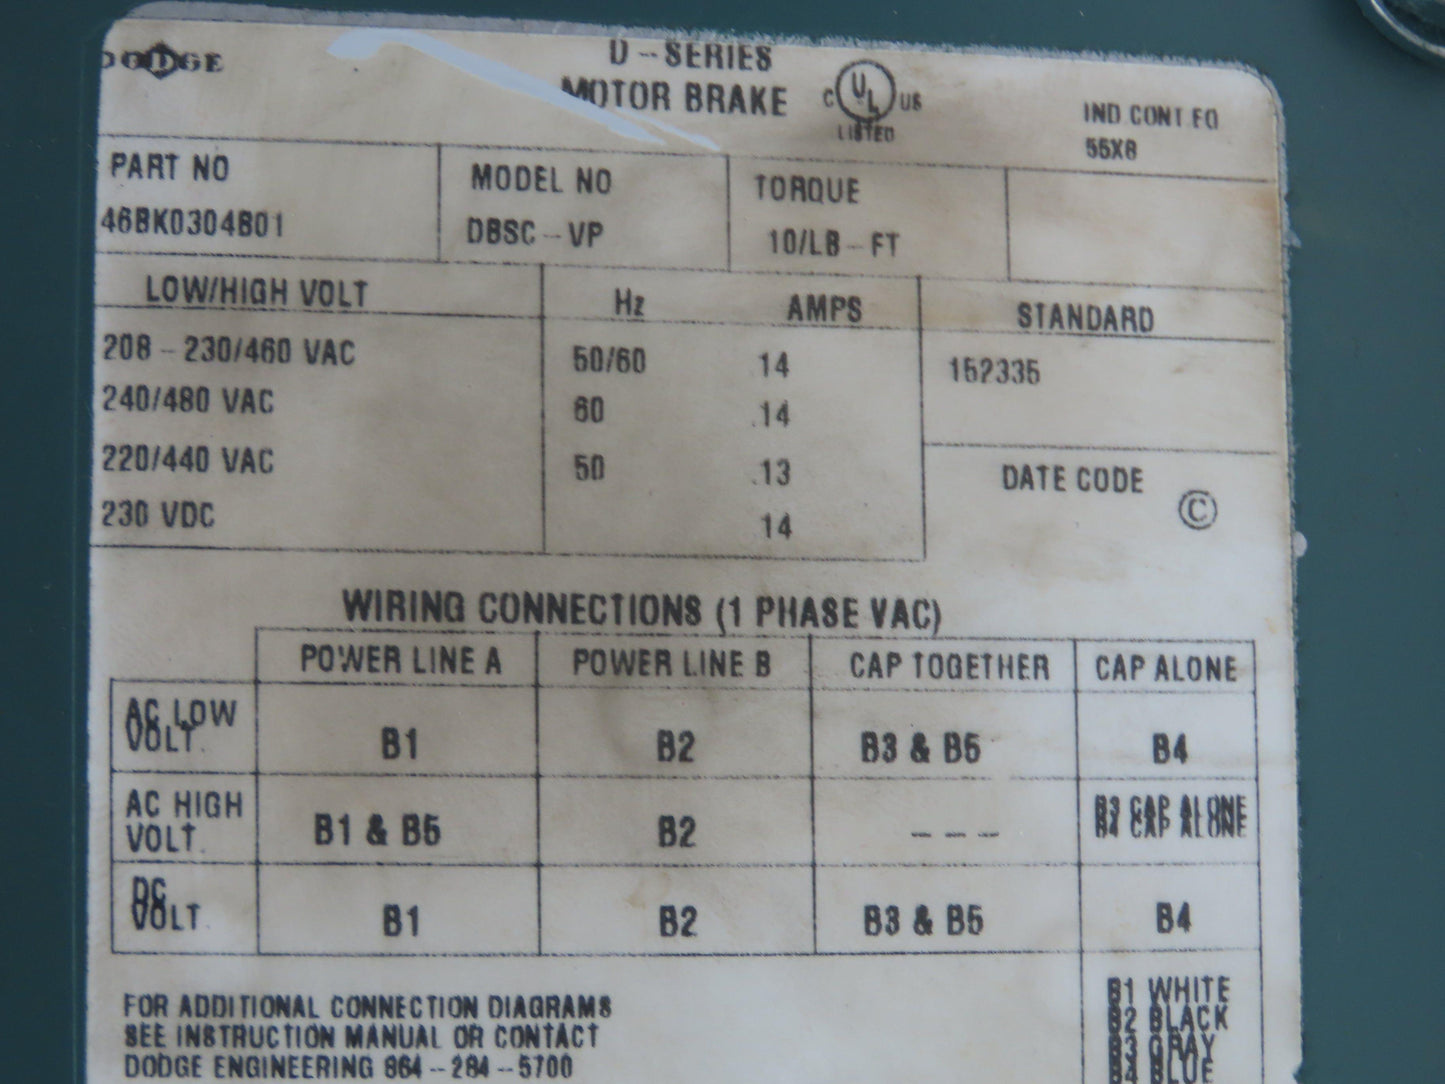 DODGE
D-SERIES
MOTOR BRAKE
C UL US
LISTED
IND CONT EQ
55X8
PART NO
46BK0304B01
MODEL NO
DBSC-VP
TORQUE
10/LB-FT
LOW/HIGH VOLT Hz AMPS
208-230/460 VAC 50/60 .14
240/480 VAC 60 .14
220/440 VAC 50 .13
230 VDC .14
STANDARD
152335
DATE CODE
©
WIRING CONNECTIONS (1 PHASE VAC)
POWER LINE A POWER LINE B CAP TOGETHER CAP ALONE
AC LOW
VOLT. B1 B2 B3 & B5 B4
AC HIGH
VOLT. B1 & B5 B2 --- B3 CAP ALONE
B4 CAP ALONE
DC
VOLT. B1 B2 B3 & B5 B4
FOR ADDITIONAL CONNECTION DIAGRAMS
SEE INSTRUCTION MANUAL OR CONTACT
DODGE ENGINEERING 864-284-5700
B1 WHITE
B2 BLACK
B3 GRAY
B4 BLUE